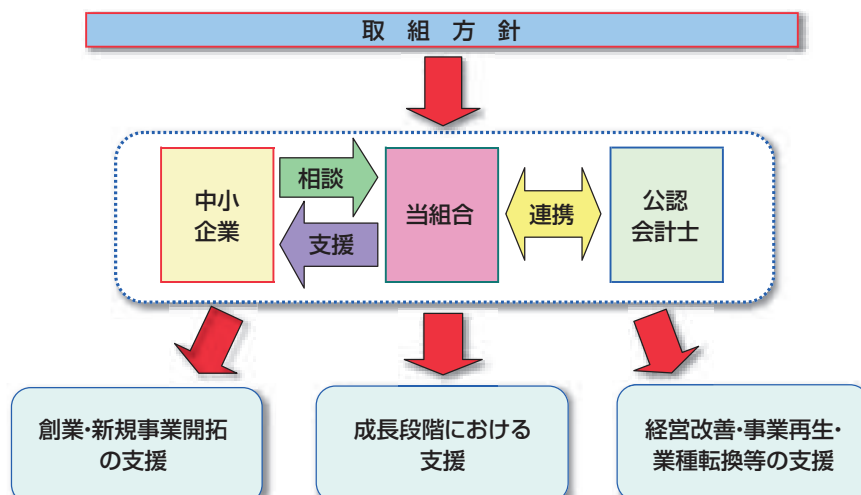 取組方針
中小
企業
相談
支援
当組合
連携
公認
会計士
創業・新規事業開拓
の支援
成長段階における
支援
経営改善・事業再生・
業種転換等の支援